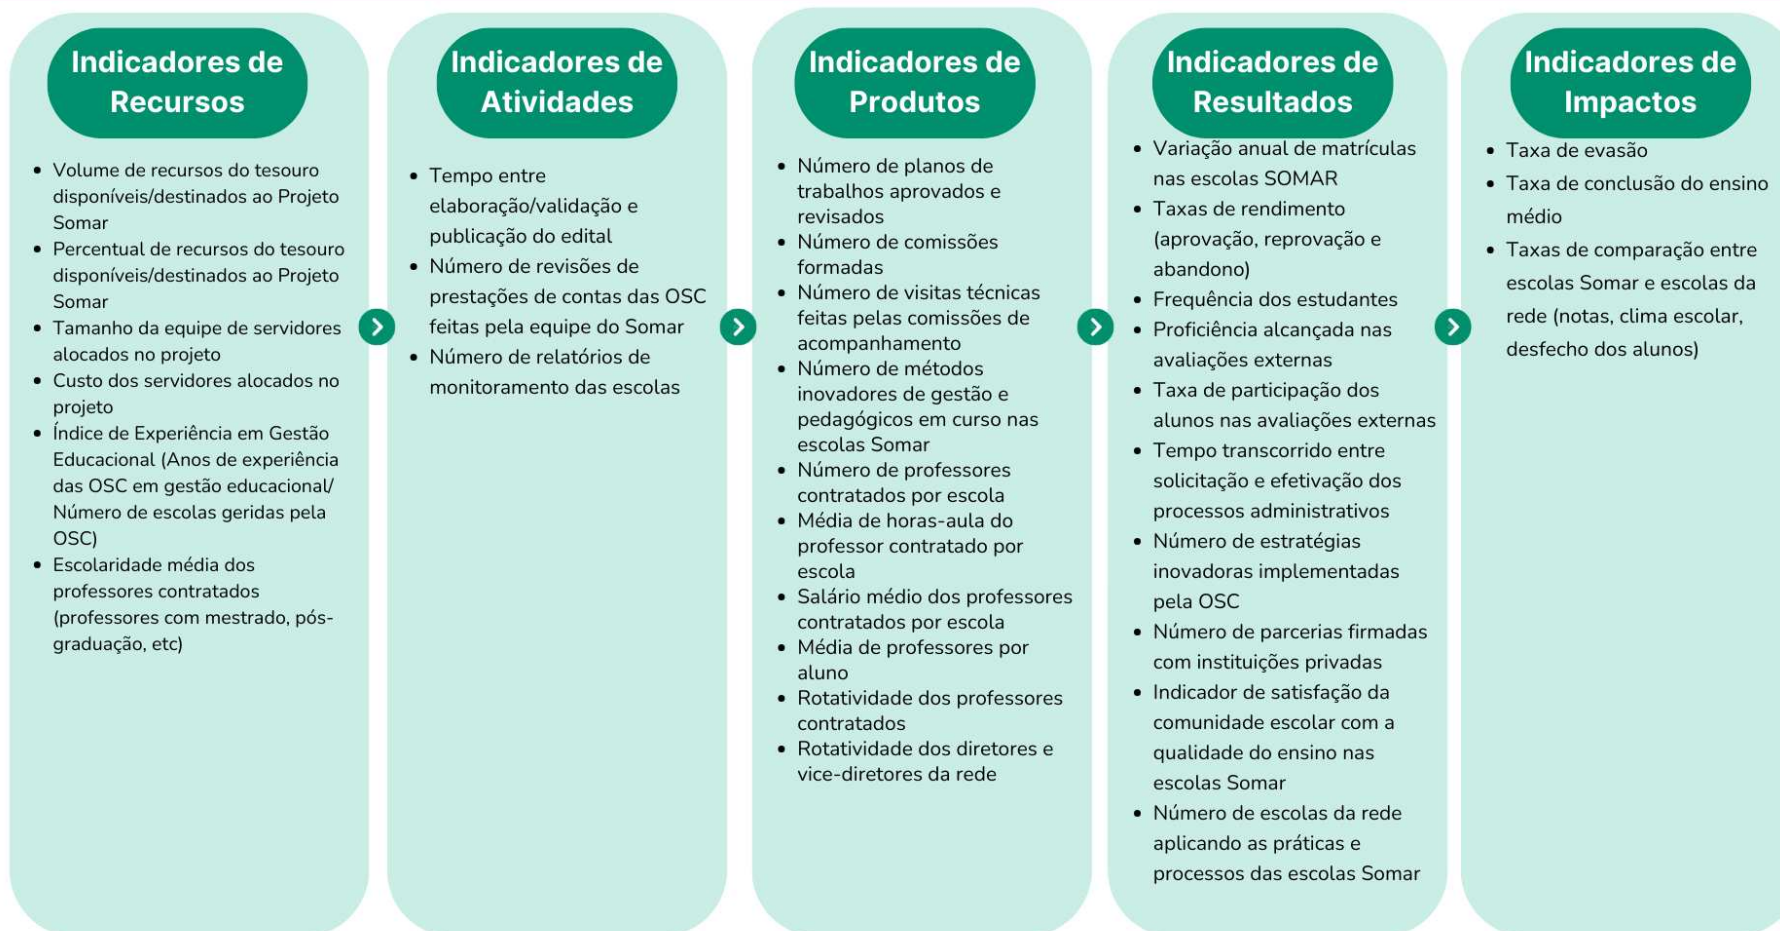 Indicadores de
Recursos
Volume de recursos do tesouro
disponíveis/destinados ao Projeto
Somar
Percentual de recursos do tesouro
disponíveis/destinados ao Projeto
Somar
Tamanho da equipe de servidores
alocados no projeto
Custo dos servidores alocados no
projeto
Índice de Experiência em Gestão
Educacional (Anos de experiência
das OSC em gestão educacional/
Número de escolas geridas pela
OSC)
Escolaridade média dos
professores contratados
(professores com mestrado, pós-
graduação, etc)
Indicadores de
Atividades
Tempo entre
elaboração/validação e
publicação do edital
Número de revisões de
prestações de contas das OSC
feitas pela equipe do Somar
Número de relatórios de
monitoramento das escolas
Indicadores de
Produtos
Número de planos de
trabalhos aprovados e
revisados
Número de comissões
formadas
Número de visitas técnicas
feitas pelas comissões de
acompanhamento
Número de métodos
inovadores de gestão e
pedagógicos em curso nas
escolas Somar
Número de professores
contratados por escola
Média de horas-aula do
professor contratado por
escola
Salário médio dos professores
contratados por escola
Média de professores por
aluno
Rotatividade dos professores
contratados
Rotatividade dos diretores e
vice-diretores da rede
Indicadores de
Resultados
Variação anual de matrículas
nas escolas SOMAR
Taxas de rendimento
(aprovação, reprovação e
abandono)
Frequência dos estudantes
Proficiência alcançada nas
avaliações externas
Taxa de participação dos
alunos nas avaliações externas
Tempo transcorrido entre
solicitação e efetivação dos
processos administrativos
Número de estratégias
inovadoras implementadas
pela OSC
Número de parcerias firmadas
com instituições privadas
Indicador de satisfação da
comunidade escolar com a
qualidade do ensino nas
escolas Somar
Número de escolas da rede
aplicando as práticas e
processos das escolas Somar
Indicadores de
Impactos
Taxa de evasão
Taxa de conclusão do ensino
médio
Taxas de comparação entre
escolas Somar e escolas da
rede (notas, clima escolar,
desfecho dos alunos)